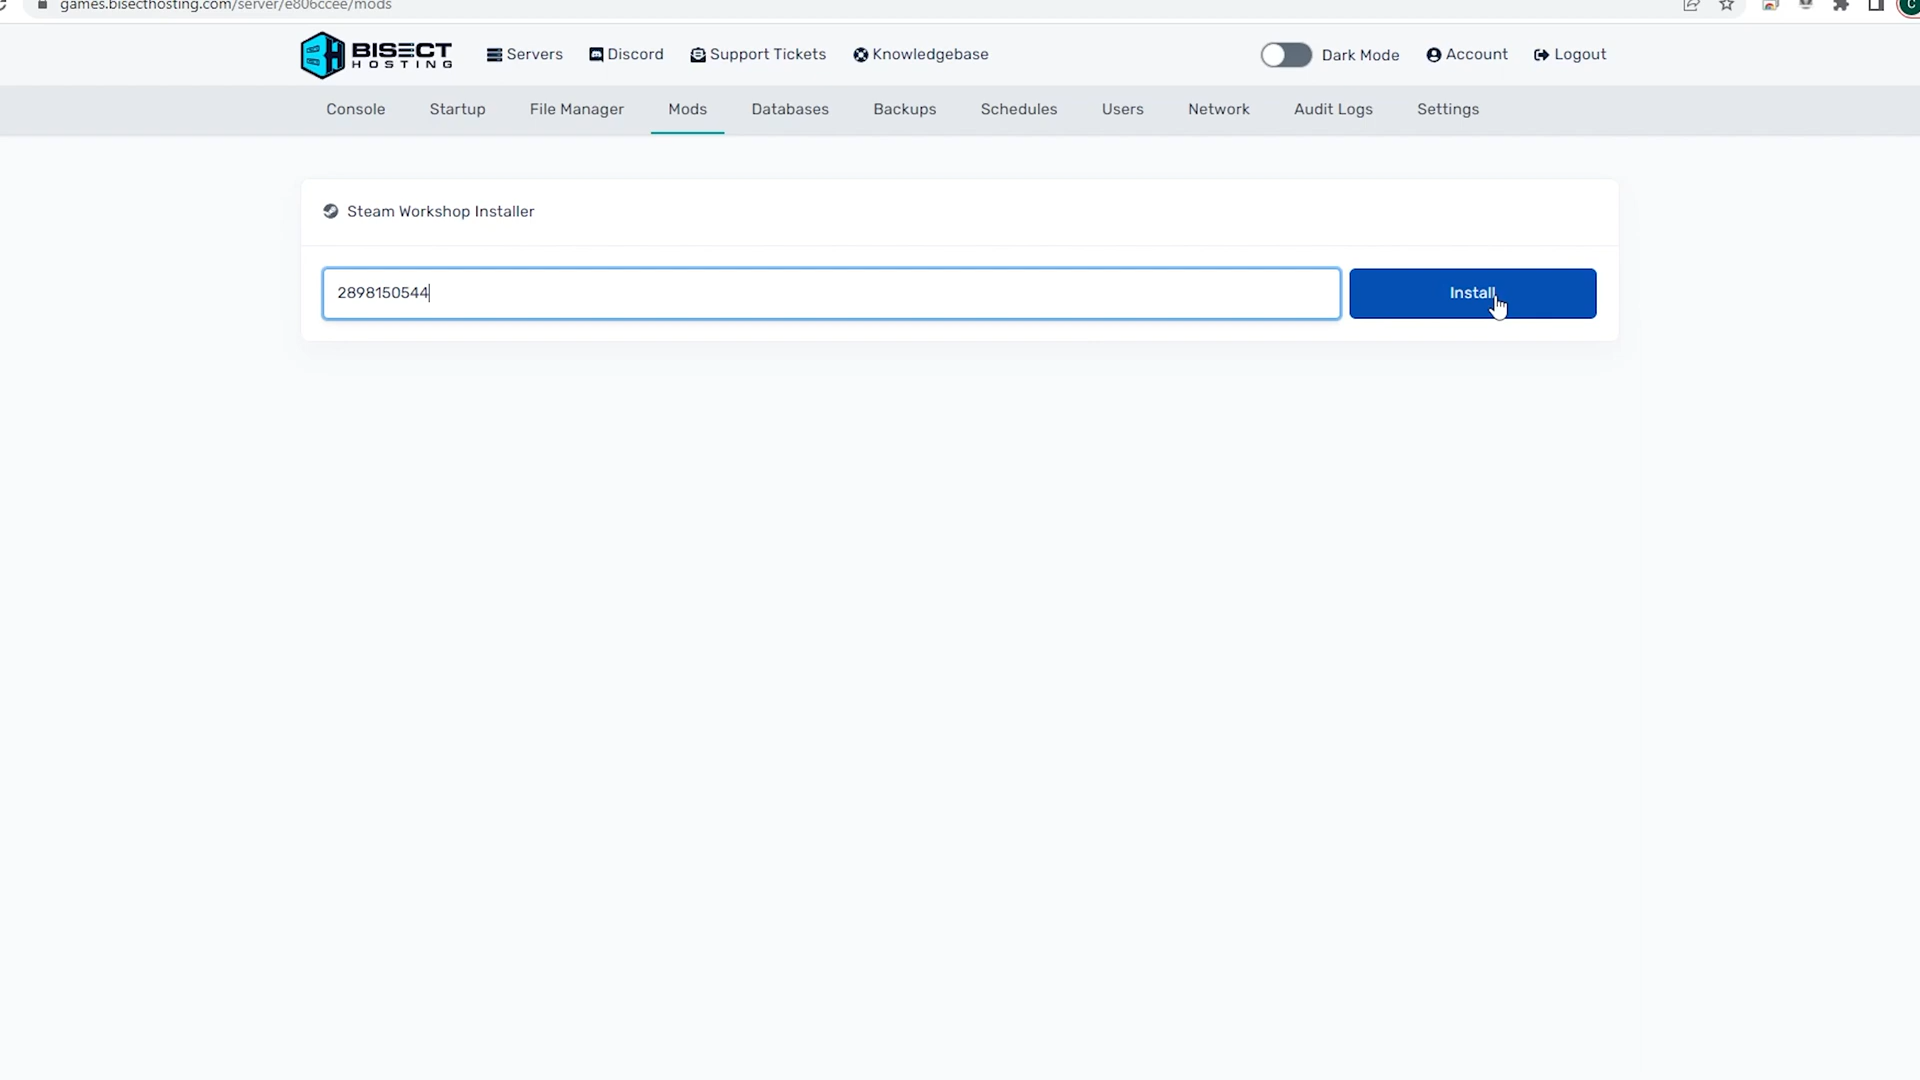 games.bisecthosting.com/server/e806ccee/mods
C
BISECT HOSTING
Servers
Discord
Support Tickets
Knowledgebase
Dark Mode
Account
Logout
Console
Startup
File Manager
Mods
Databases
Backups
Schedules
Users
Network
Audit Logs
Settings
Steam Workshop Installer
2898150544
Install